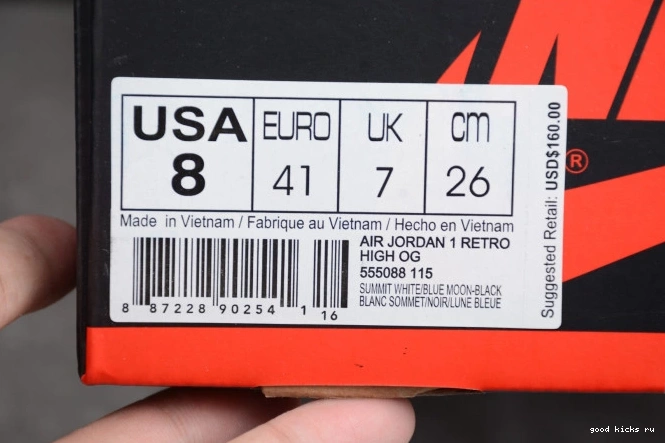 USA EURO UK cm
8 41 7 26
Made in Vietnam / Fabrique au Vietnam / Hecho en Vietnam
AIR JORDAN 1 RETRO
HIGH OG
555088 115
SUMMIT WHITE/BLUE MOON-BLACK
BLANC SOMMET/NOIR/LUNE BLEUE
8 87228 90254 1 16
Suggested Retail: USD$160.00
®
good kicks ru